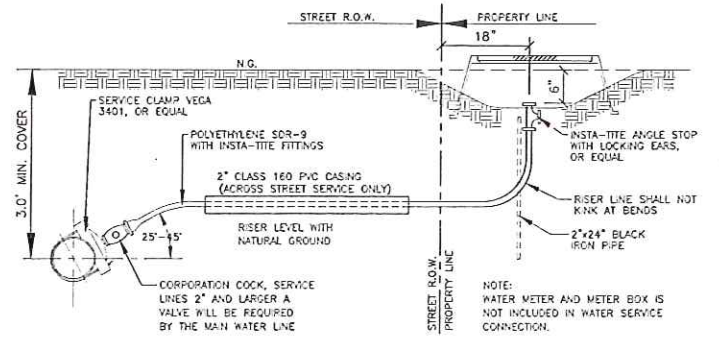 STREET R.O.W.
PROPERTY LINE
18"
N.G.
6"
3.0" MIN. COVER
SERVICE CLAMP VEGA
3401, OR EQUAL
POLYETHYLENE SDR-9
WITH INSTA-TITE FITTINGS
2" CLASS 160 PVC CASING
(ACROSS STREET SERVICE ONLY)
RISER LEVEL WITH
NATURAL GROUND
25°-45°
CORPORATION COCK, SERVICE
LINES 2" AND LARGER A
VALVE WILL BE REQUIRED
BY THE MAIN WATER LINE
STREET R.O.W.
PROPERTY LINE
INSTA-TITE ANGLE STOP
WITH LOCKING EARS,
OR EQUAL
RISER LINE SHALL NOT
KINK AT BENDS
2"x24" BLACK
IRON PIPE
NOTE:
WATER METER AND METER BOX IS
NOT INCLUDED IN WATER SERVICE
CONNECTION.